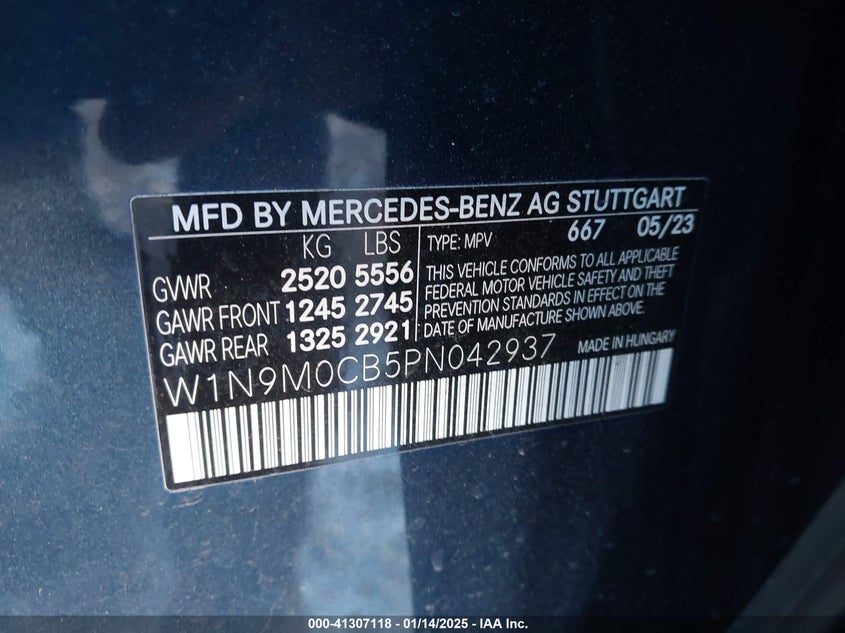 MFD BY MERCEDES-BENZ AG STUTTGART
KG LBS TYPE: MPV 667 05/23
GVWR 2520 5556
GAWR FRONT 1245 2745
GAWR REAR 1325 2921
THIS VEHICLE CONFORMS TO ALL APPLICABLE
FEDERAL MOTOR VEHICLE SAFETY AND THEFT
PREVENTION STANDARDS IN EFFECT ON THE
DATE OF MANUFACTURE SHOWN ABOVE.
W1N9M0CB5PN042937 MADE IN HUNGARY
000-41307118 - 01/14/2025 - IAA Inc.